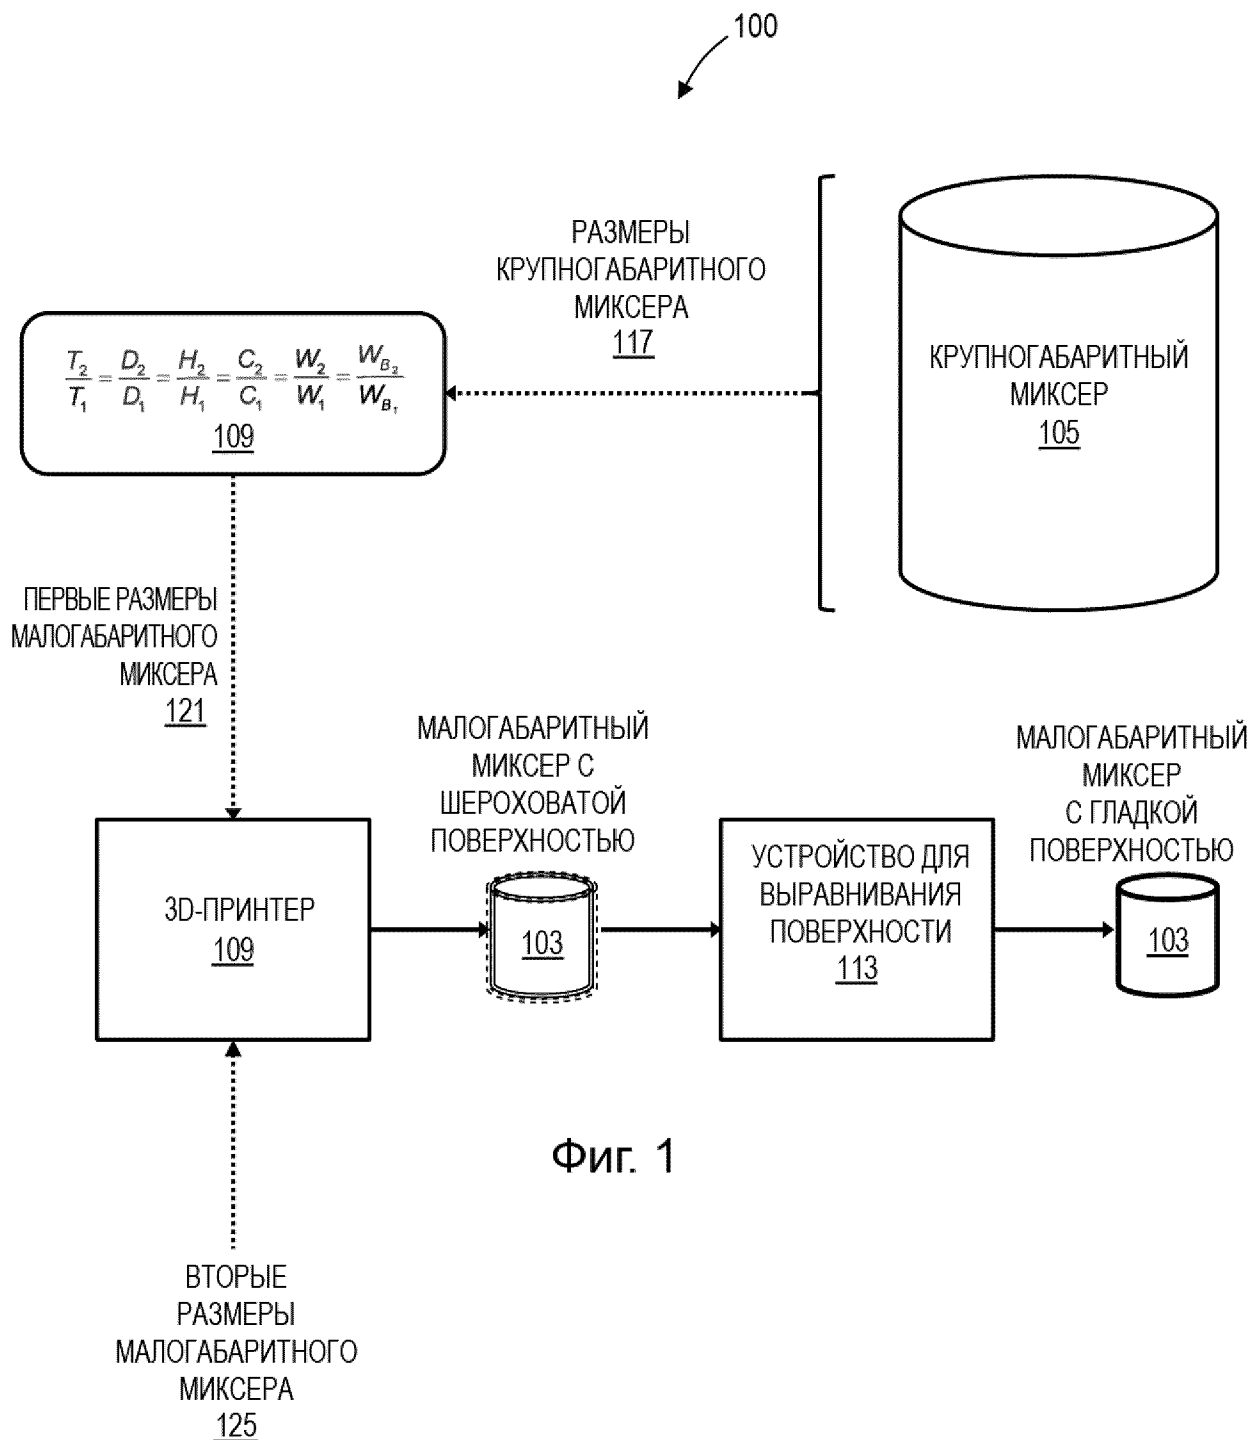 100
РАЗМЕРЫ
КРУПНОГАБАРИТНОГО
МИКСЕРА
117
КРУПНОГАБАРИТНЫЙ
МИКСЕР
105
T₂/T₁ = D₂/D₁ = H₂/H₁ = C₂/C₁ = W₂/W₁ = W_B₂/W_B₁
109
ПЕРВЫЕ РАЗМЕРЫ
МАЛОГАБАРИТНОГО
МИКСЕРА
121
МАЛОГАБАРИТНЫЙ
МИКСЕР С
ШЕРОХОВАТОЙ
ПОВЕРХНОСТЬЮ
МАЛОГАБАРИТНЫЙ
МИКСЕР
С ГЛАДКОЙ
ПОВЕРХНОСТЬЮ
3D-ПРИНТЕР
109
103
УСТРОЙСТВО ДЛЯ
ВЫРАВНИВАНИЯ
ПОВЕРХНОСТИ
113
103
Фиг. 1
ВТОРЫЕ
РАЗМЕРЫ
МАЛОГАБАРИТНОГО
МИКСЕРА
125